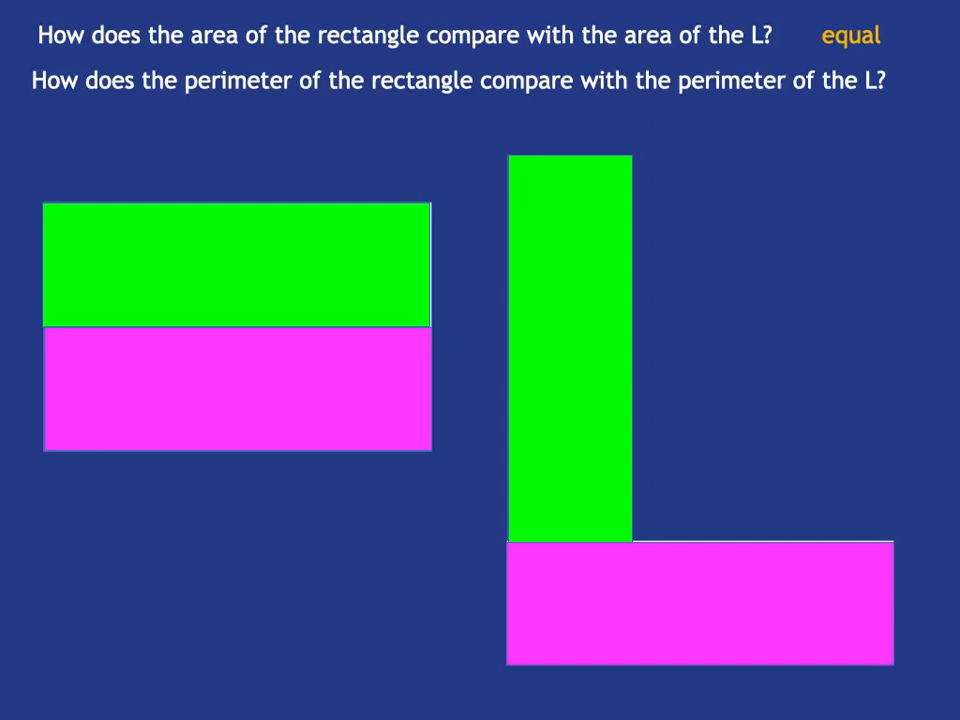 How does the area of the rectangle compare with the area of the L? equal
How does the perimeter of the rectangle compare with the perimeter of the L?